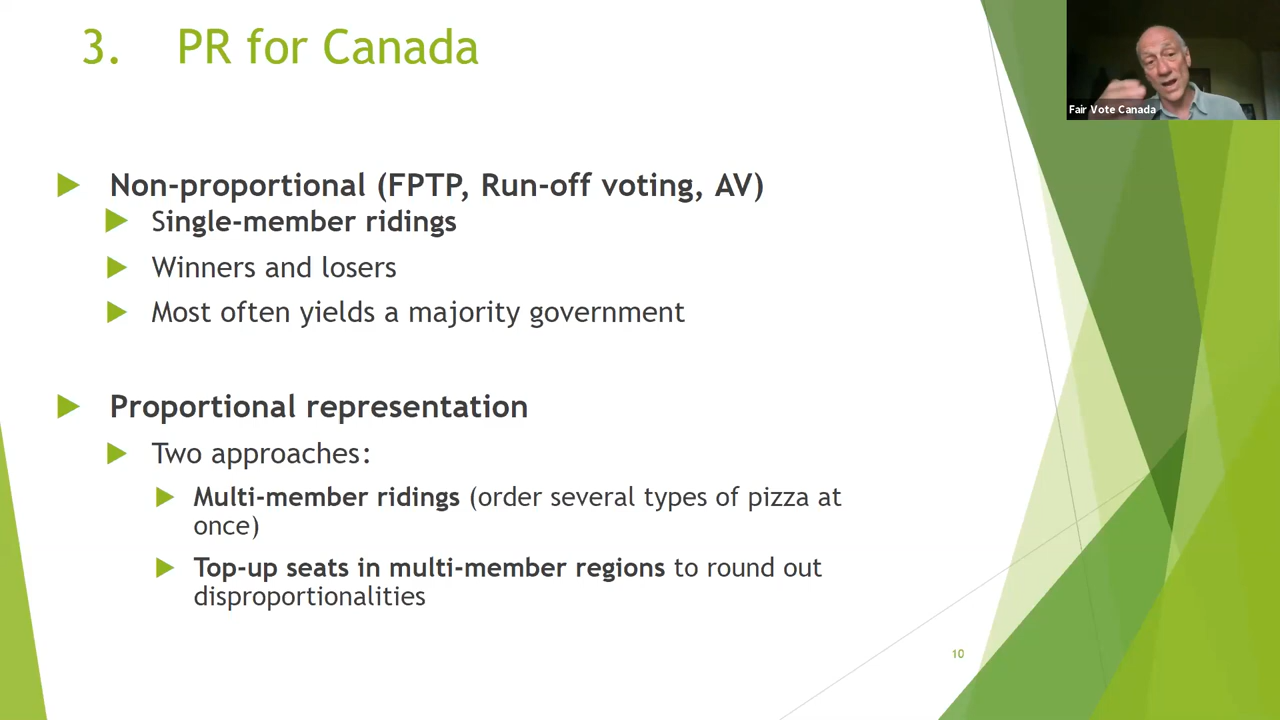 3. PR for Canada
Fair Vote Canada
Non-proportional (FPTP, Run-off voting, AV)
Single-member ridings
Winners and losers
Most often yields a majority government
Proportional representation
Two approaches:
Multi-member ridings (order several types of pizza at
once)
Top-up seats in multi-member regions to round out
disproportionalities
10